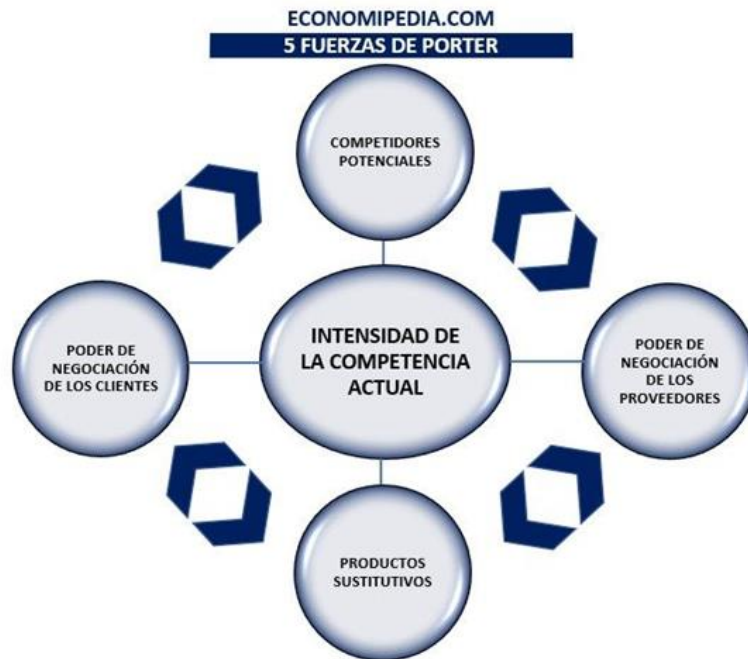 ECONOMIPEDIA.COM
5 FUERZAS DE PORTER
COMPETIDORES
POTENCIALES
PODER DE
NEGOCIACIÓN
DE LOS CLIENTES
INTENSIDAD DE
LA COMPETENCIA
ACTUAL
PODER DE
NEGOCIACIÓN
DE LOS
PROVEEDORES
PRODUCTOS
SUSTITUTIVOS